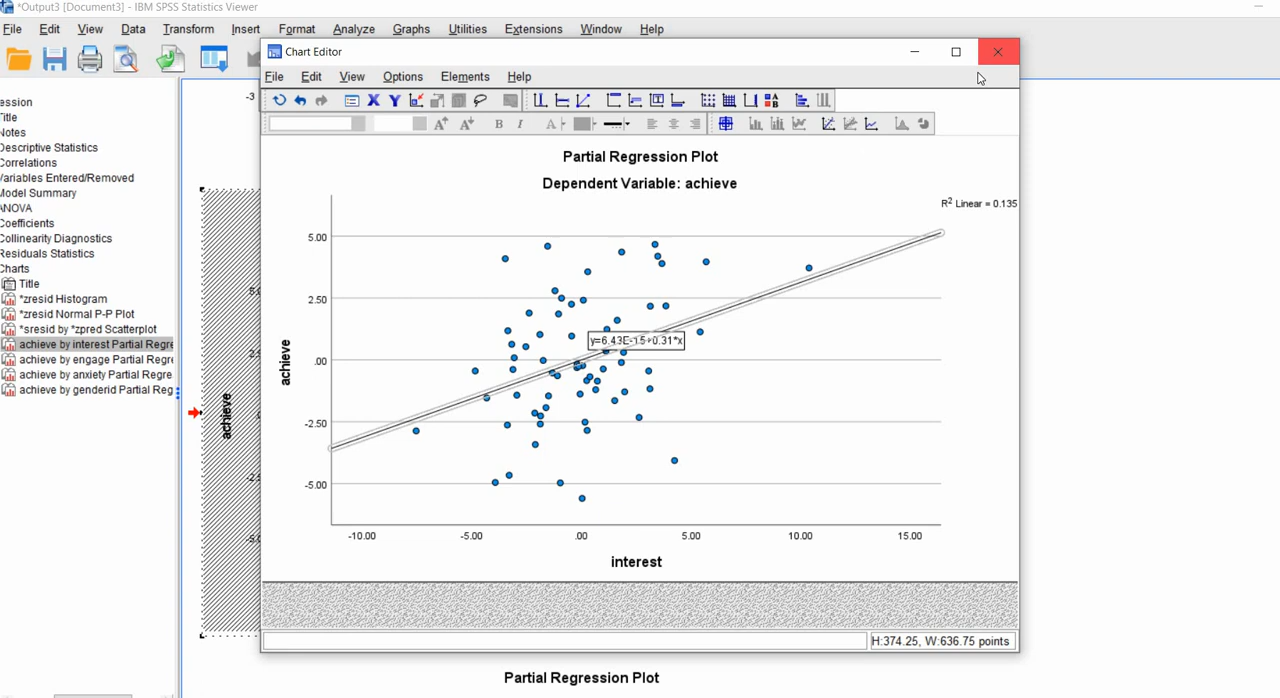 *Output3 [Document3] - IBM SPSS Statistics Viewer
File Edit View Data Transform Insert Format Analyze Graphs Utilities Extensions Window Help
ession
Title
Notes
Descriptive Statistics
Correlations
Variables Entered/Removed
Model Summary
ANOVA
Coefficients
Collinearity Diagnostics
Residuals Statistics
Charts
Title
*zresid Histogram
*zresid Normal P-P Plot
*sresid by *zpred Scatterplot
achieve by interest Partial Regre
achieve by engage Partial Regre
achieve by anxiety Partial Regre
achieve by genderid Partial Reg
-3
achieve
Chart Editor
File Edit View Options Elements Help
B I A
Partial Regression Plot
Dependent Variable: achieve
R2 Linear = 0.135
5.00
2.50
.00
-2.50
-5.00
achieve
y=6.43E-15+0.31*x
-10.00 -5.00 .00 5.00 10.00 15.00
interest
H:374.25, W:636.75 points
Partial Regression Plot